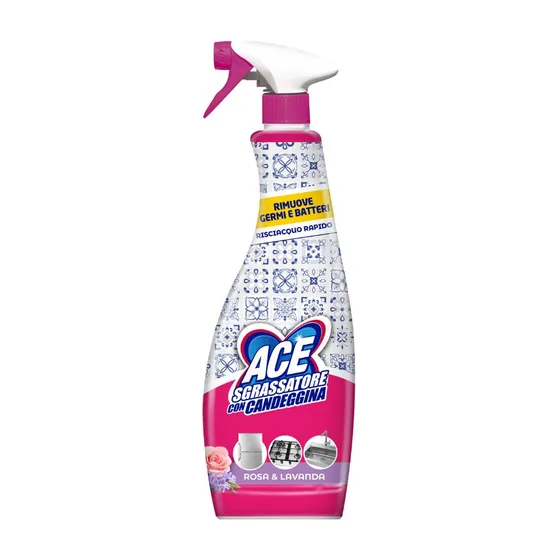 RIMUOVE
GERMI E BATTERI
RISCIACQUO RAPIDO
ACE
SGRASSATORE
CON CANDEGGINA
ROSA & LAVANDA